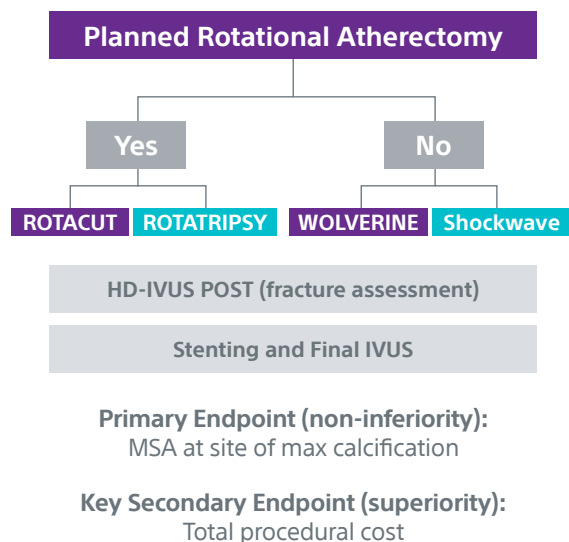 Planned Rotational Atherectomy
Yes No
ROTACUT ROTATRIPSY WOLVERINE Shockwave
HD-IVUS POST (fracture assessment)
Stenting and Final IVUS
Primary Endpoint (non-inferiority):
MSA at site of max calcification
Key Secondary Endpoint (superiority):
Total procedural cost